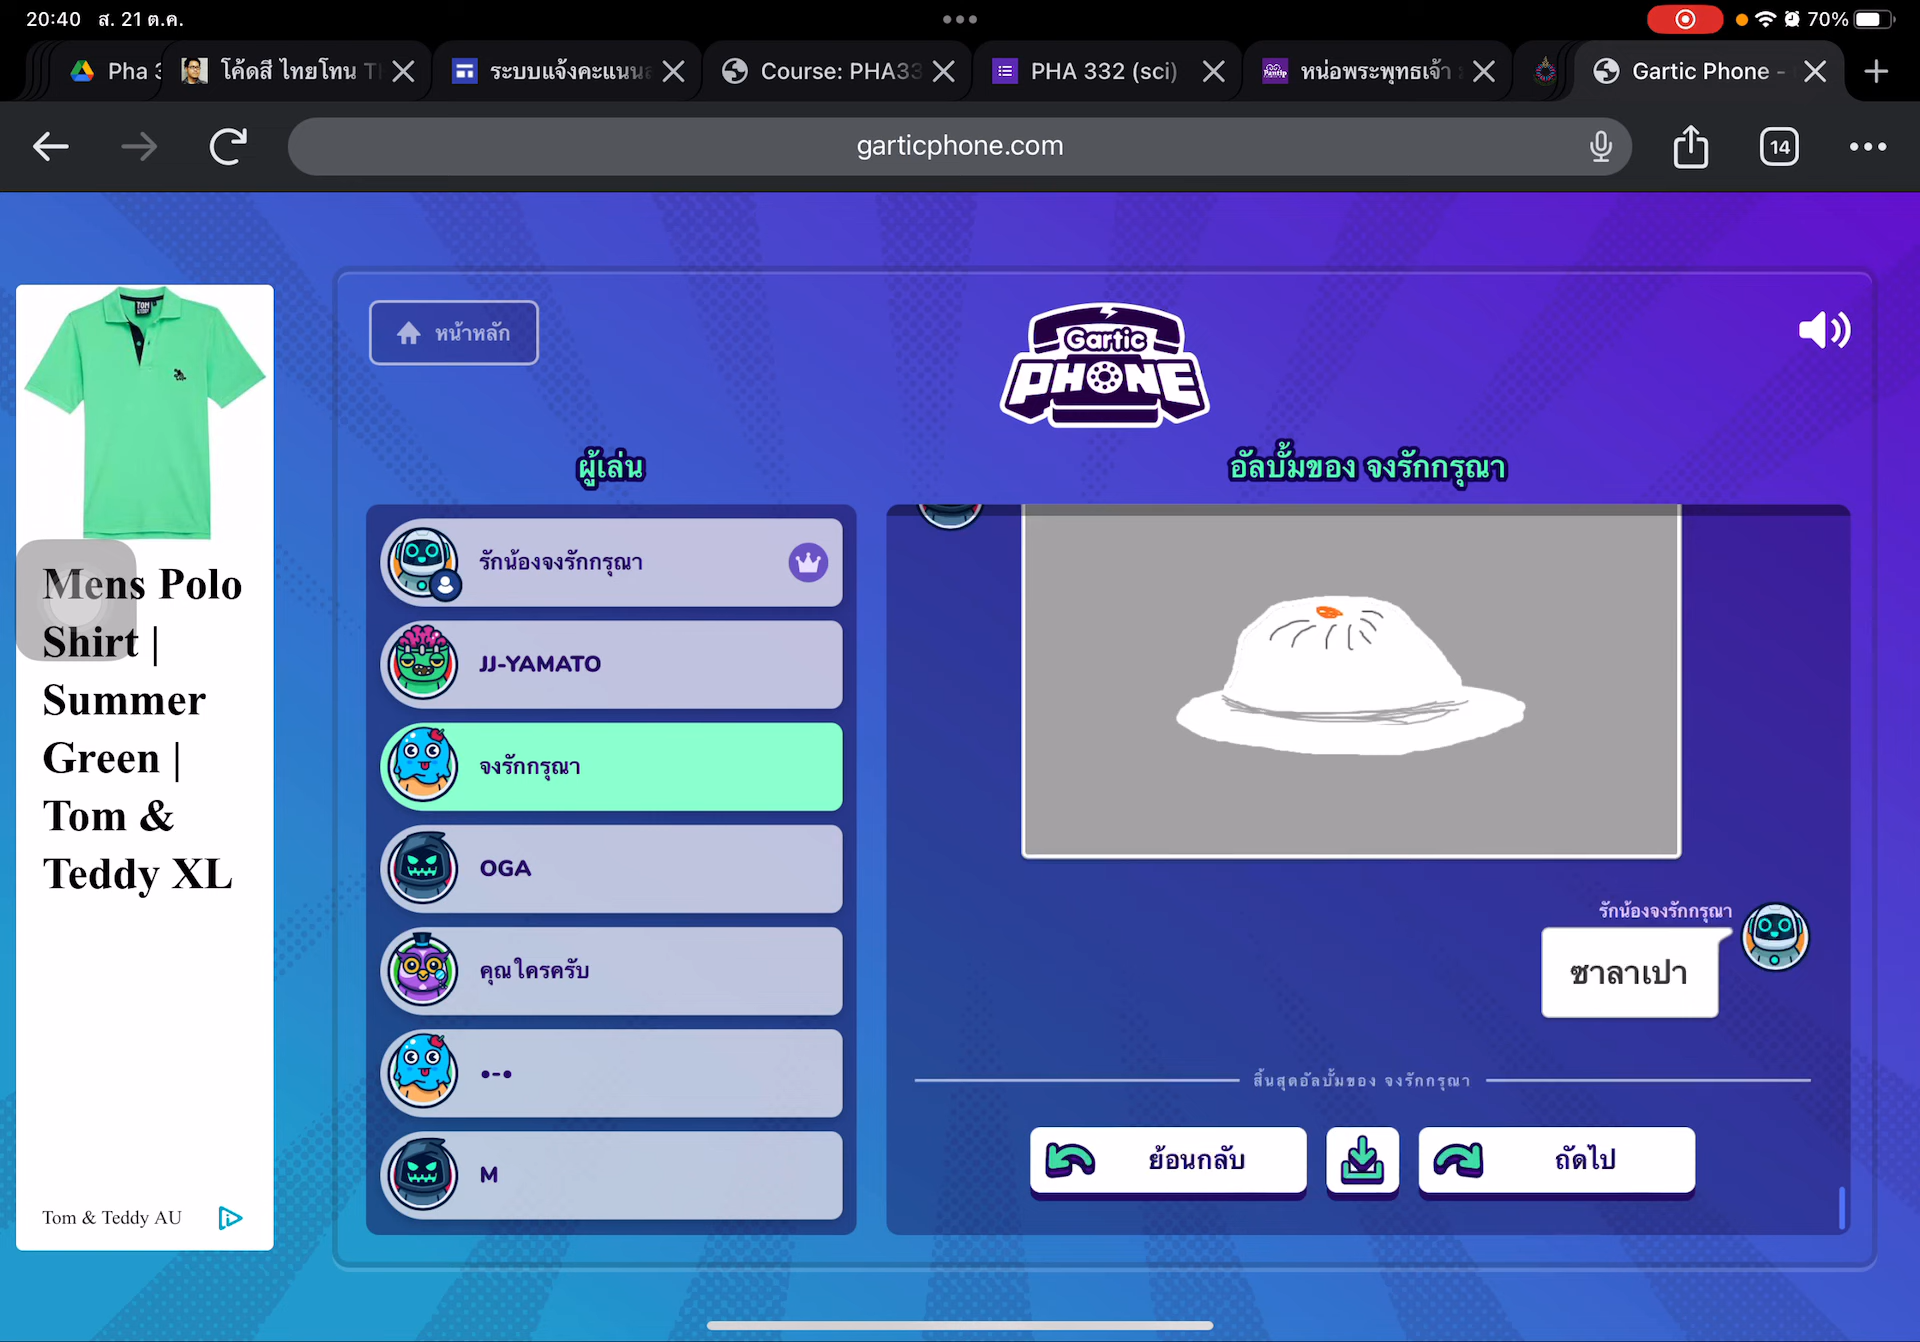 20:40 ส. 21 ต.ค.
70%
Pha 3
โค้ดสี ไทยโทน T
ระบบแจ้งคะแนน
Course: PHA33
PHA 332 (sci)
หน่อพระพุทธเจ้า
Gartic Phone -
garticphone.com
14
TOM
Mens Polo
Shirt |
Summer
Green |
Tom &
Teddy XL
Tom & Teddy AU
หน้าหลัก
Gartic
PHONE
ผู้เล่น
รักน้องจงรักกรุณา
JJ-YAMATO
จงรักกรุณา
OGA
คุณใครครับ
•-•
M
อัลบั้มของ จงรักกรุณา
รักน้องจงรักกรุณา
ซาลาเปา
สิ้นสุดอัลบั้มของ จงรักกรุณา
ย้อนกลับ
ถัดไป